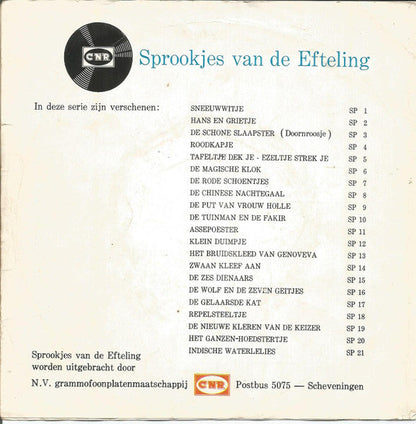 CNR
Sprookjes van de Efteling
In deze serie zijn verschenen:
SNEEUWWITJE SP 1
HANS EN GRIETJE SP 2
DE SCHONE SLAAPSTER (Doornroosje) SP 3
ROODKAPJE SP 4
TAFELTJE DEK JE - EZELTJE STREK JE SP 5
DE MAGISCHE KLOK SP 6
DE RODE SCHOENTJES SP 7
DE CHINESE NACHTEGAAL SP 8
DE PUT VAN VROUW HOLLE SP 9
DE TUINMAN EN DE FAKIR SP 10
ASSEPOESTER SP 11
KLEIN DUIMPJE SP 12
HET BRUIDSKLEED VAN GENOVEVA SP 13
ZWAAN KLEEF AAN SP 14
DE ZES DIENAARS SP 15
DE WOLF EN DE ZEVEN GEITJES SP 16
DE GELAARSDE KAT SP 17
REPELSTEELTJE SP 18
DE NIEUWE KLEREN VAN DE KEIZER SP 19
HET GANZEN-HOEDSTERTJE SP 20
INDISCHE WATERLELIES SP 21
Sprookjes van de Efteling
worden uitgebracht door
N.V. grammofoonplatenmaatschappij CNR Postbus 5075 — Scheveningen